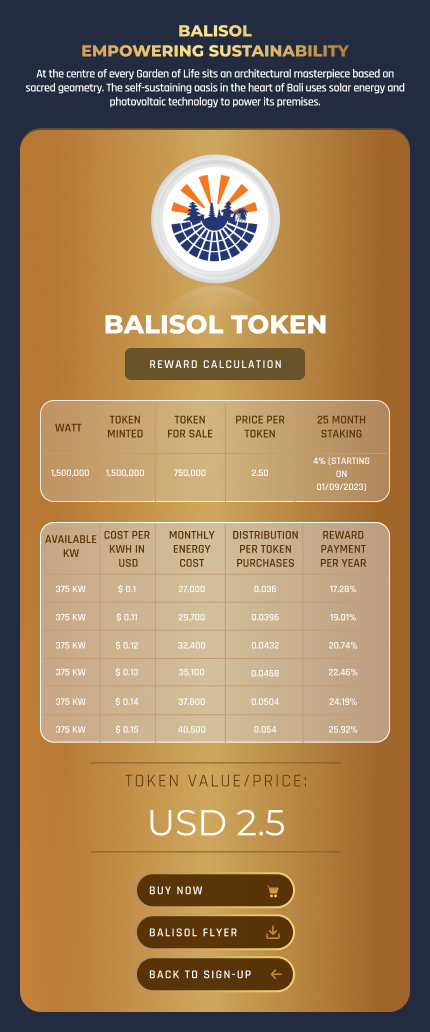 BALISOL
EMPOWERING SUSTAINABILITY
At the centre of every Garden of Life sits an architectural masterpiece based on
sacred geometry. The self-sustaining oasis in the heart of Bali uses solar energy and
photovoltaic technology to power its premises.
BALISOL TOKEN
REWARD CALCULATION
WATT TOKEN MINTED TOKEN FOR SALE PRICE PER TOKEN 25 MONTH STAKING
1,500,000 1,500,000 750,000 2.50 4% (STARTING ON 01/09/2023)
AVAILABLE KW COST PER KWH IN USD MONTHLY ENERGY COST DISTRIBUTION PER TOKEN PURCHASES REWARD PAYMENT PER YEAR
375 KW $ 0.1 27,000 0.036 17.28%
375 KW $ 0.11 29,700 0.0396 19.01%
375 KW $ 0.12 32,400 0.0432 20.74%
375 KW $ 0.13 35,100 0.0468 22.46%
375 KW $ 0.14 37,800 0.0504 24.19%
375 KW $ 0.15 40,500 0.054 25.92%
TOKEN VALUE/PRICE:
USD 2.5
BUY NOW
BALISOL FLYER
BACK TO SIGN-UP